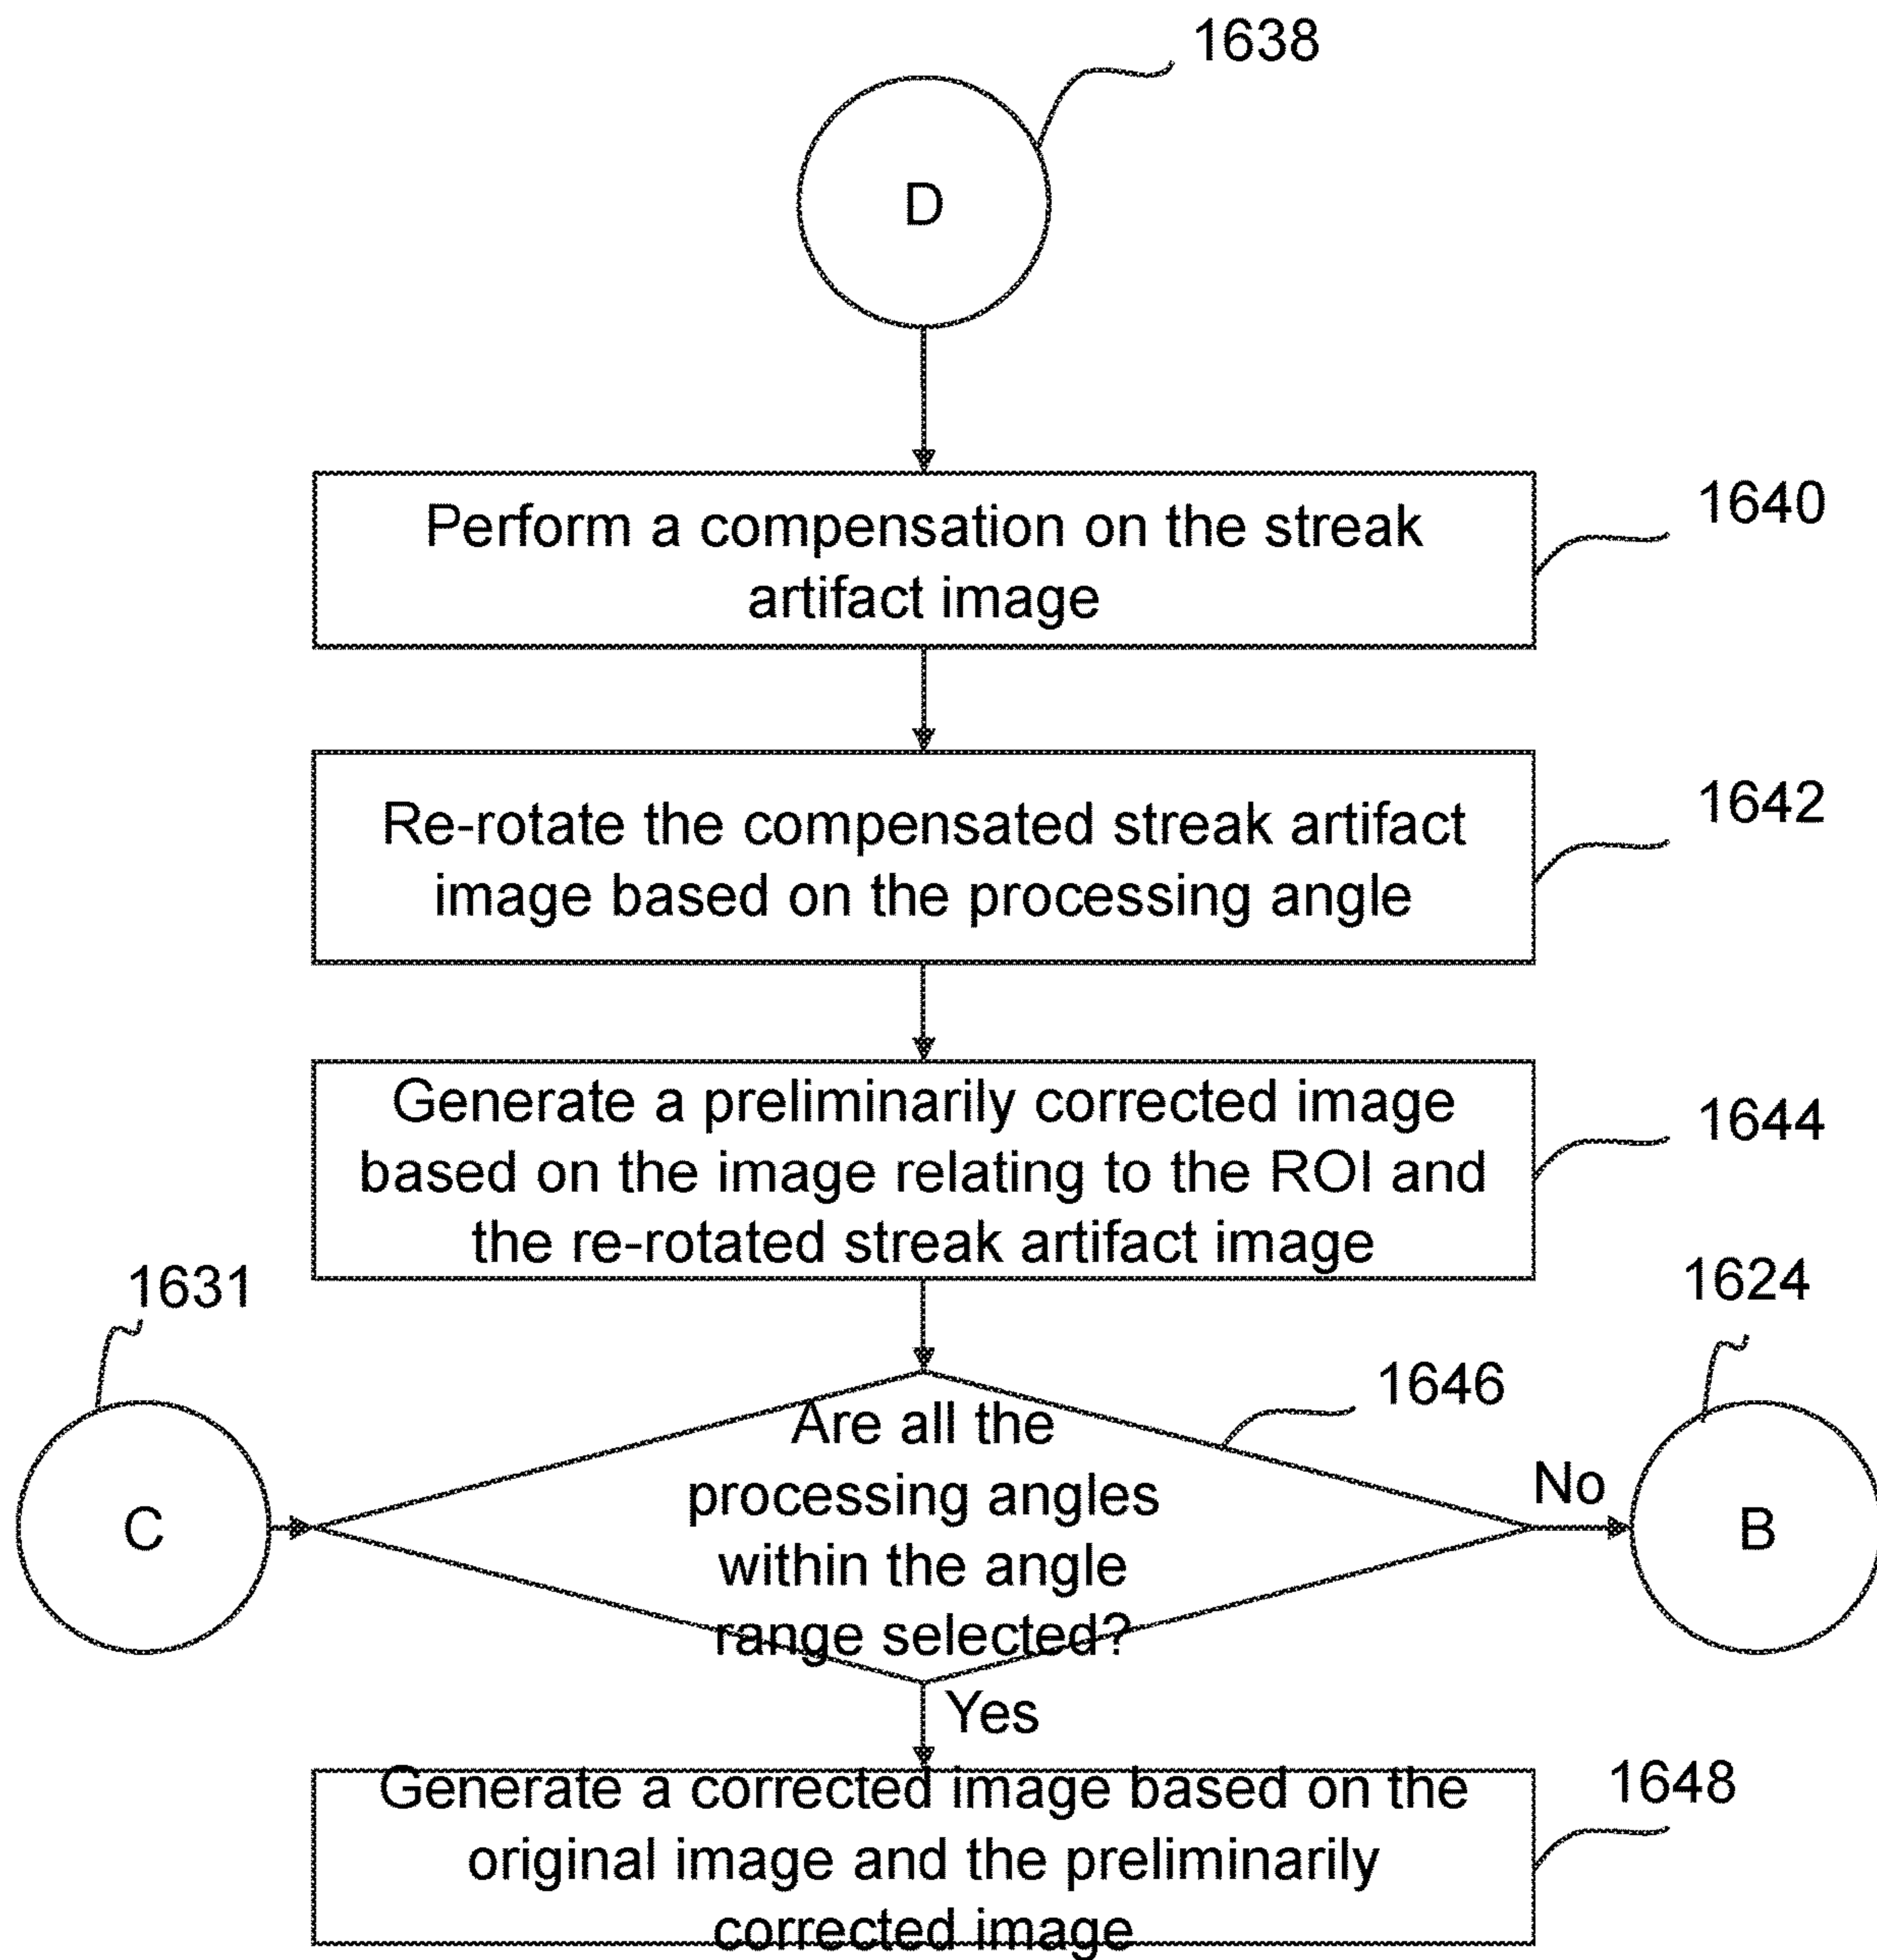 1638
D
Perform a compensation on the streak
artifact image
1640
Re-rotate the compensated streak artifact
image based on the processing angle
1642
Generate a preliminarily corrected image
based on the image relating to the ROI and
the re-rotated streak artifact image
1644
1631
C
Are all the
processing angles
within the angle
range selected?
1646
No
1624
B
Yes
Generate a corrected image based on the
original image and the preliminarily
corrected image
1648